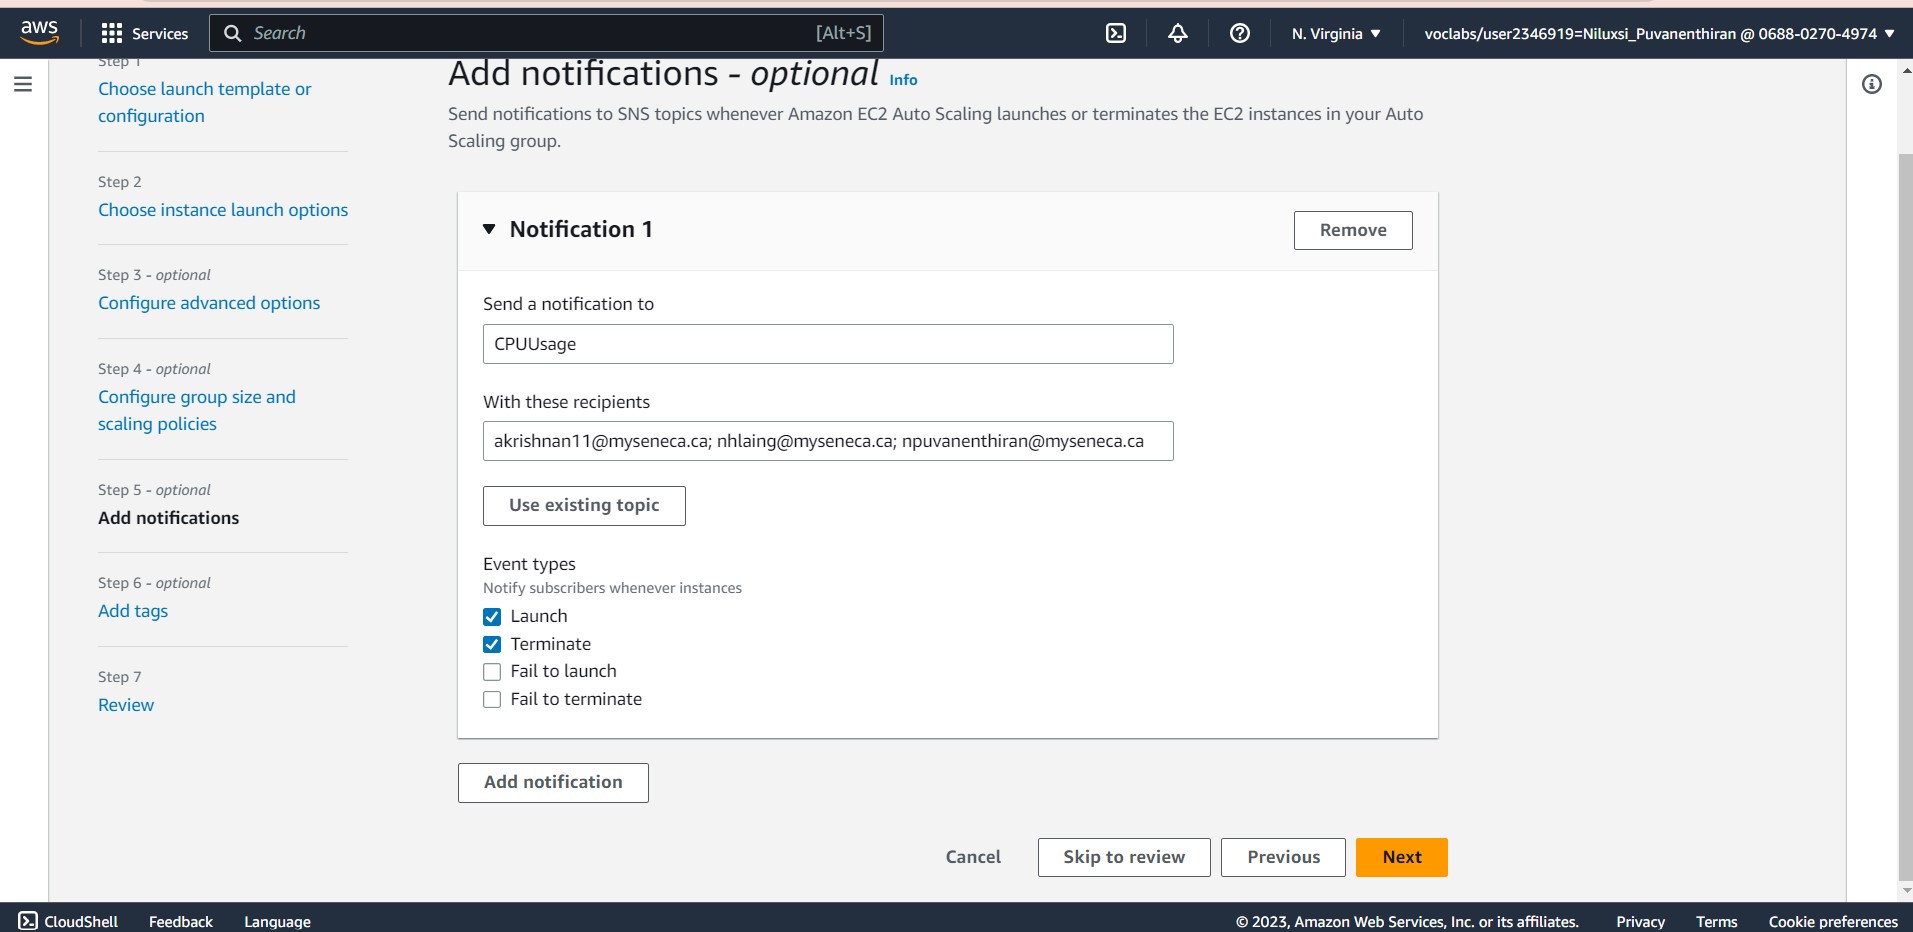 aws
Services
Search
[Alt+S]
N. Virginia
voclabs/user2346919=Niluxsi_Puvanenthiran @ 0688-0270-4974
Step 1
Choose launch template or
configuration
Step 2
Choose instance launch options
Step 3 - optional
Configure advanced options
Step 4 - optional
Configure group size and
scaling policies
Step 5 - optional
Add notifications
Step 6 - optional
Add tags
Step 7
Review
Add notifications - optional Info
Send notifications to SNS topics whenever Amazon EC2 Auto Scaling launches or terminates the EC2 instances in your Auto
Scaling group.
Notification 1
Remove
Send a notification to
CPUUsage
With these recipients
akrishnan11@myseneca.ca; nhlaing@myseneca.ca; npuvanenthiran@myseneca.ca
Use existing topic
Event types
Notify subscribers whenever instances
Launch
Terminate
Fail to launch
Fail to terminate
Add notification
Cancel
Skip to review
Previous
Next
CloudShell
Feedback
Language
© 2023, Amazon Web Services, Inc. or its affiliates.
Privacy
Terms
Cookie preferences